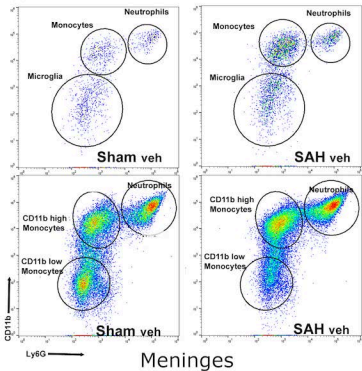 Monocytes
Neutrophils
Microglia
Sham veh
Monocytes
Neutrophils
Microglia
SAH veh
Neutrophils
CD11b high
Monocytes
CD11b low
Monocytes
Sham veh
Neutrophils
CD11b high
Monocytes
CD11b low
Monocytes
SAH veh
CD11b
Ly6G
Meninges